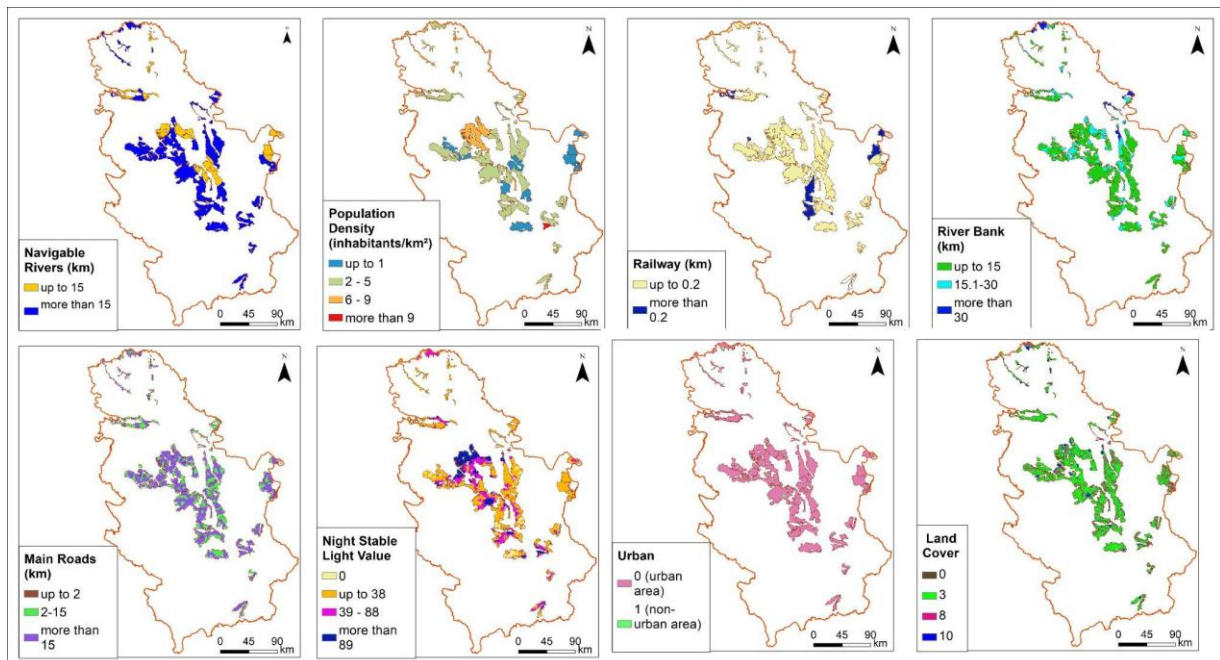 N
Navigable
Rivers (km)
up to 15
more than 15
0 45 90
km
N
Population
Density
(inhabitants/km²)
up to 1
2 - 5
6 - 9
more than 9
0 45 90
km
N
Railway (km)
up to 0.2
more than
0.2
0 45 90
km
N
River Bank
(km)
up to 15
15.1-30
more than
30
0 45 90
km
N
Main Roads
(km)
up to 2
2-15
more than
15
0 45 90
km
N
Night Stable
Light Value
0
up to 38
39 - 88
more than
89
0 45 90
km
N
Urban
0 (urban
area)
1 (non-
urban area)
0 45 90
km
N
Land
Cover
0
3
8
10
0 45 90
km